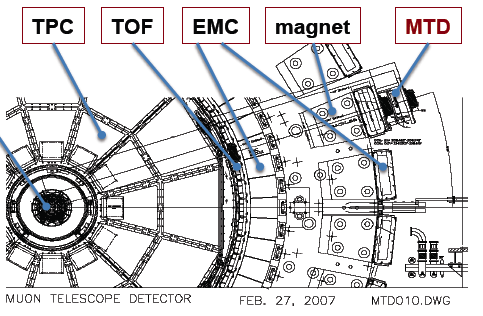 TPC TOF EMC magnet MTD
MUON TELESCOPE DETECTOR FEB. 27, 2007 MTD010.DWG